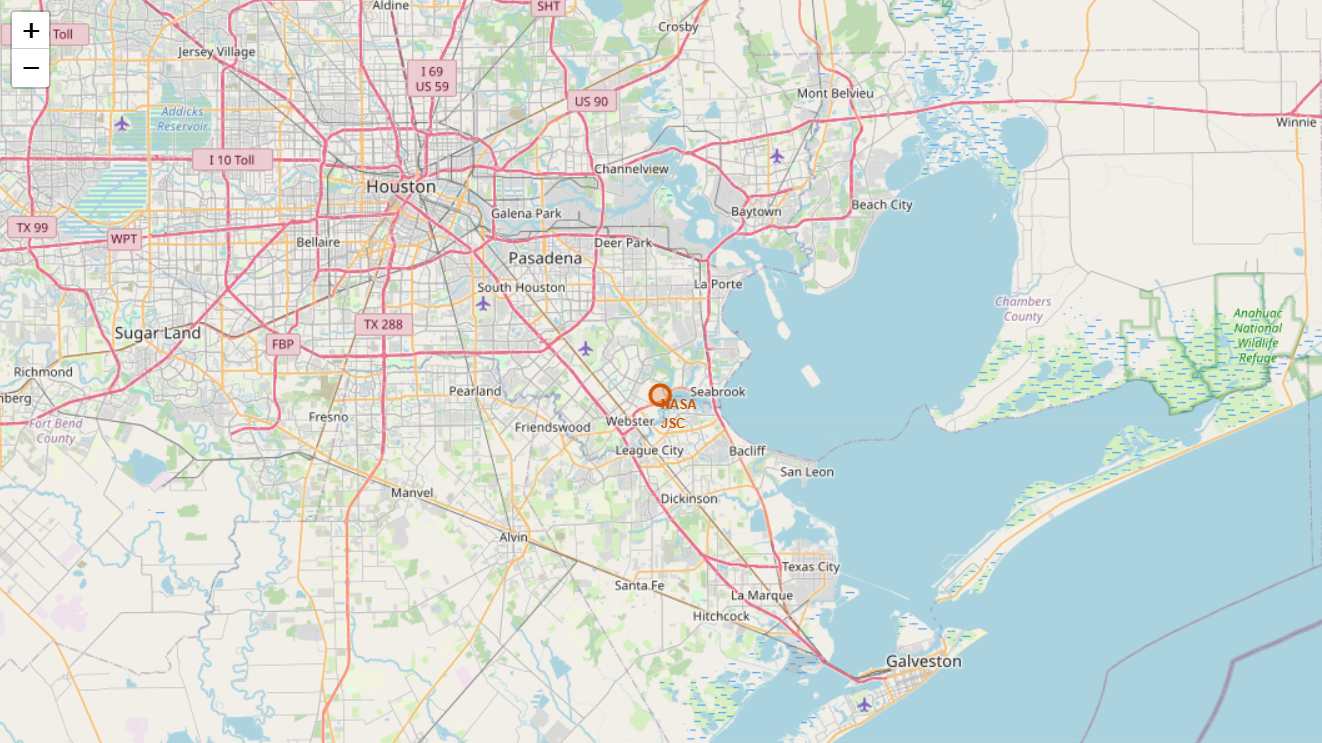 Aldine
SHT
+
Toll
Crosby
Jersey Village
−
I 69
US 59
Mont Belvieu
US 90
Addicks
Reservoir
Winnie
I 10 Toll
Channelview
Houston
Beach City
Baytown
Galena Park
TX 99
WPT
Bellaire
Deer Park
Pasadena
South Houston
La Porte
Chambers
County
Anahuac
National
Wildlife
Refuge
TX 288
Sugar Land
FBP
Richmond
Pearland
Seabrook
nberg
NASA
JSC
Fresno
Webster
Fort Bend
County
Friendswood
League City
Bacliff
San Leon
Manvel
Dickinson
Alvin
Texas City
Santa Fe
La Marque
Hitchcock
Galveston